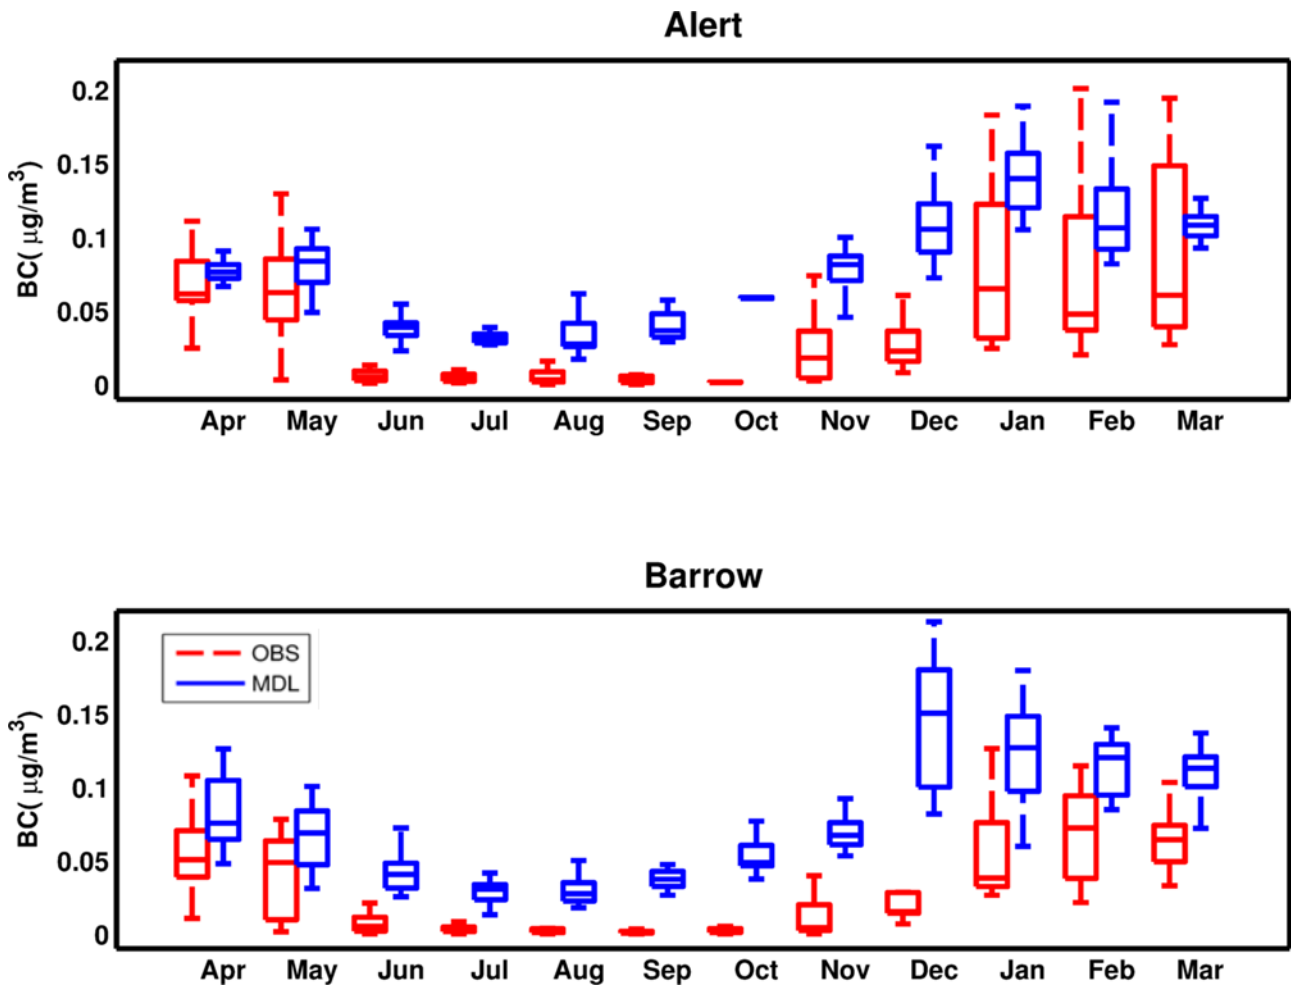 Alert
BC( μg/m³)
0.2
0.15
0.1
0.05
0
Apr May Jun Jul Aug Sep Oct Nov Dec Jan Feb Mar
Barrow
BC( μg/m³)
0.2
0.15
0.1
0.05
0
OBS
MDL
Apr May Jun Jul Aug Sep Oct Nov Dec Jan Feb Mar